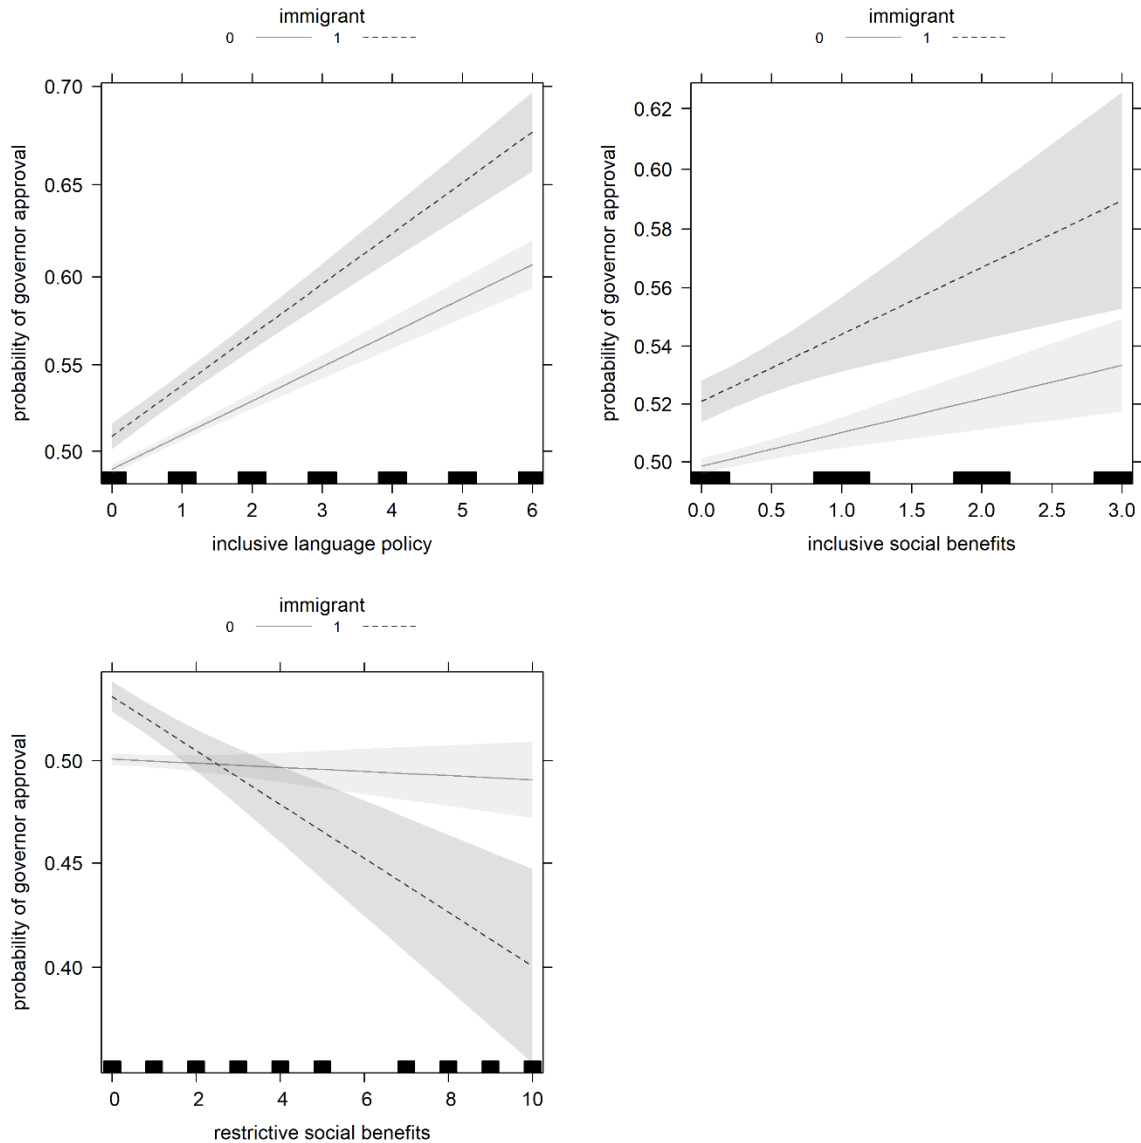 immigrant
0 1
0.70
0.65
0.60
0.55
0.50
probability of governor approval
0 1 2 3 4 5 6
inclusive language policy
immigrant
0 1
0.62
0.60
0.58
0.56
0.54
0.52
0.50
probability of governor approval
0.0 0.5 1.0 1.5 2.0 2.5 3.0
inclusive social benefits
immigrant
0 1
0.50
0.45
0.40
probability of governor approval
0 2 4 6 8 10
restrictive social benefits